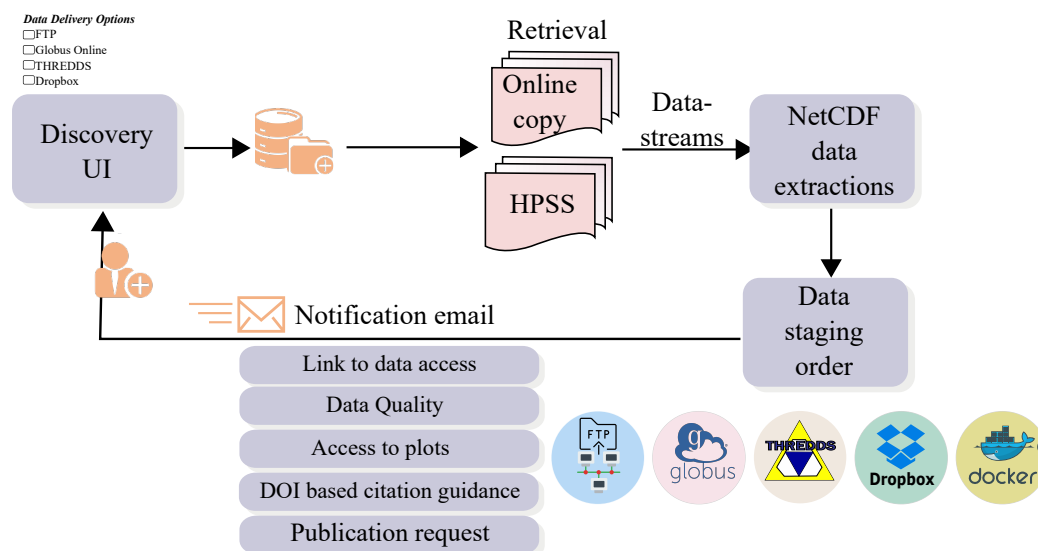 Data Delivery Options
FTP
Globus Online
THREDDS
Dropbox
Discovery
UI
Retrieval
Online
copy
HPSS
Data-
streams
NetCDF
data
extractions
Data
staging
order
Notification email
Link to data access
Data Quality
Access to plots
DOI based citation guidance
Publication request
FTP
g
globus
THREDDS
Dropbox
docker